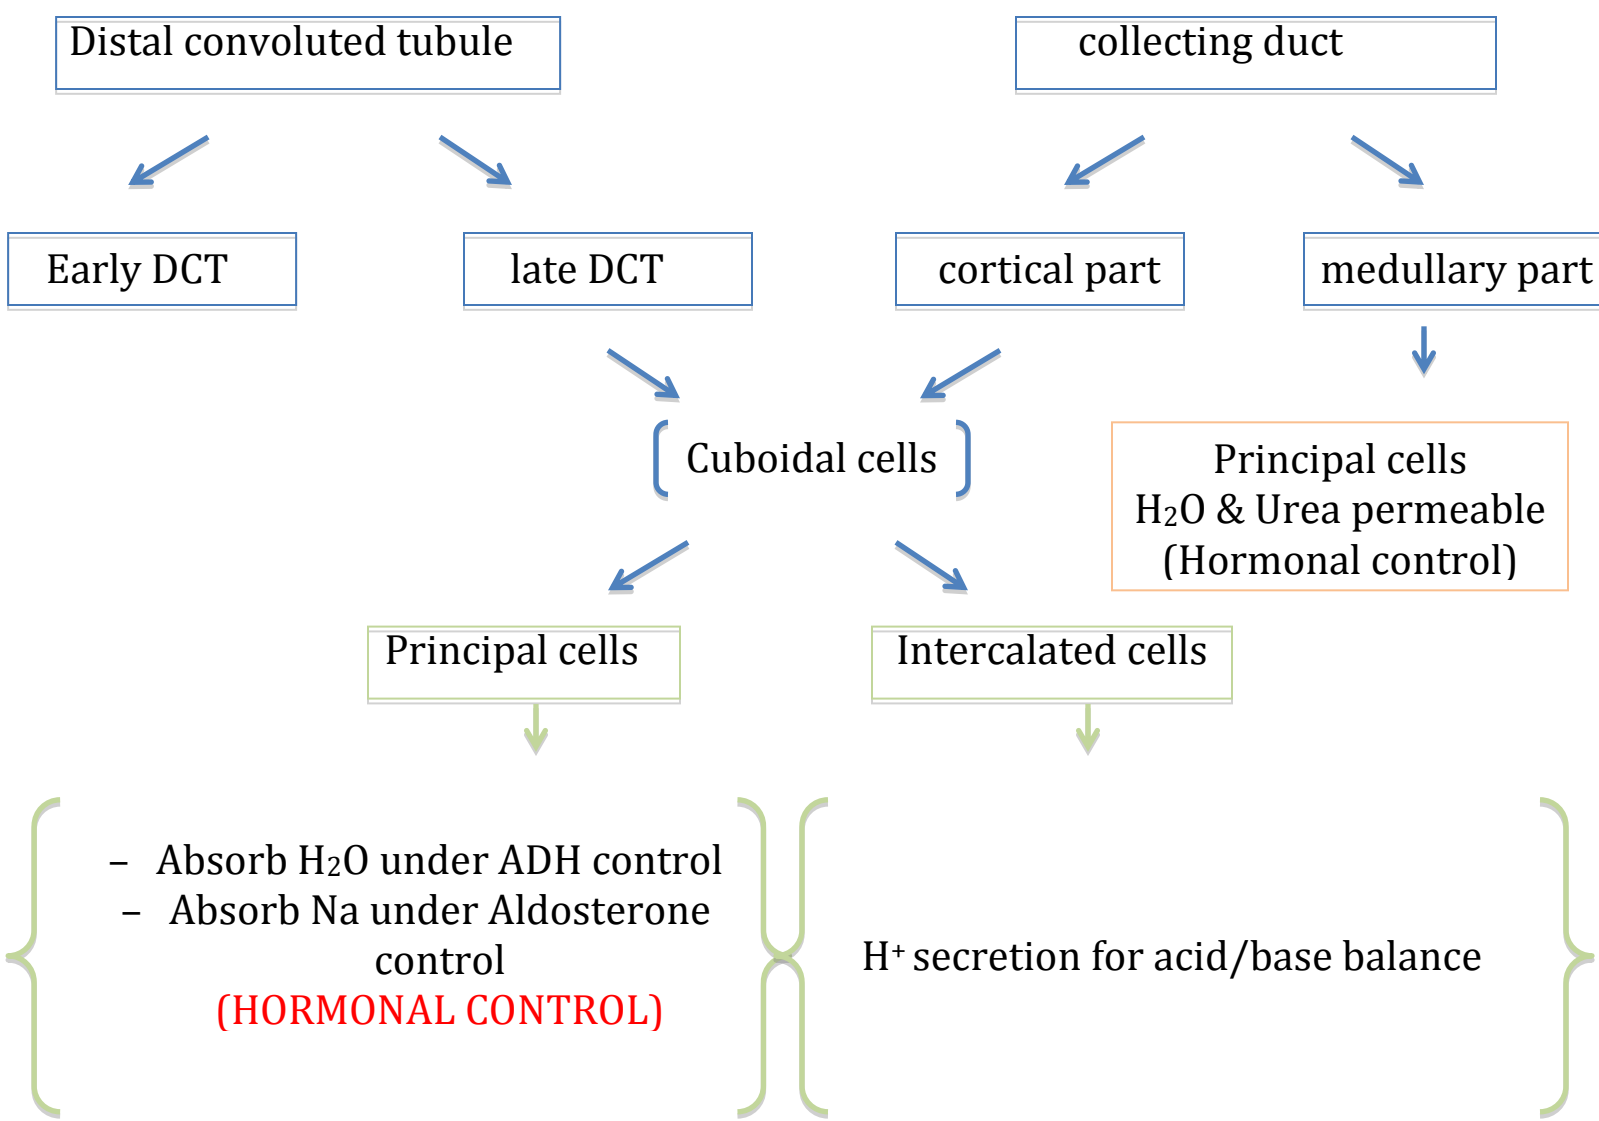 Distal convoluted tubule
collecting duct
Early DCT
late DCT
cortical part
medullary part
Cuboidal cells
Principal cells
H₂O & Urea permeable
(Hormonal control)
Principal cells
Intercalated cells
– Absorb H₂O under ADH control
– Absorb Na under Aldosterone
control
(HORMONAL CONTROL)
H⁺ secretion for acid/base balance